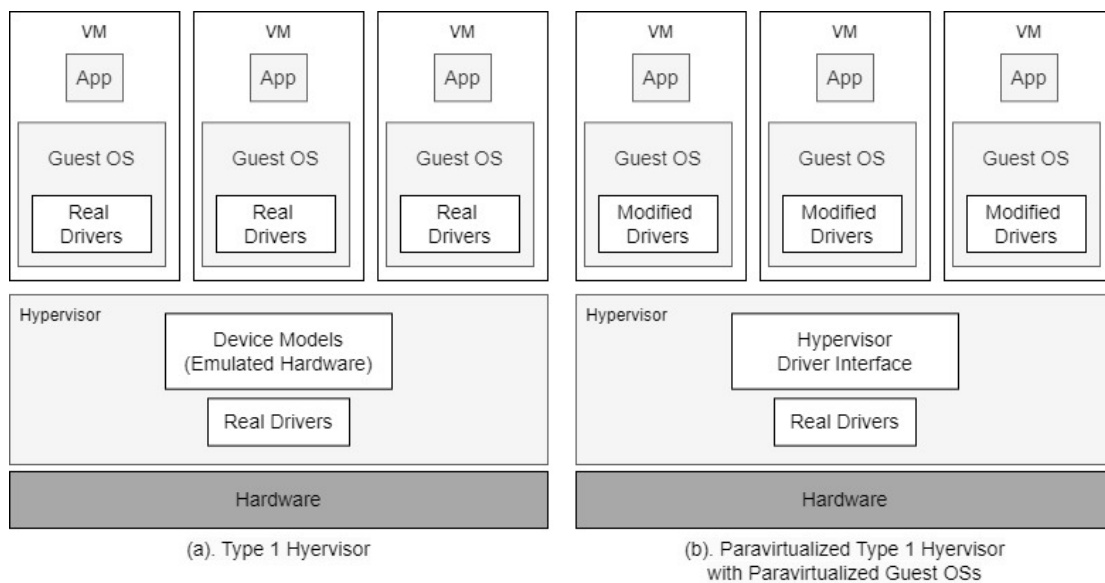 VM
App
Guest OS
Real
Drivers
VM
App
Guest OS
Real
Drivers
VM
App
Guest OS
Real
Drivers
Hypervisor
Device Models
(Emulated Hardware)
Real Drivers
Hardware
(a). Type 1 Hyervisor
VM
App
Guest OS
Modified
Drivers
VM
App
Guest OS
Modified
Drivers
VM
App
Guest OS
Modified
Drivers
Hypervisor
Hypervisor
Driver Interface
Real Drivers
Hardware
(b). Paravirtualized Type 1 Hyervisor
with Paravirtualized Guest OSs